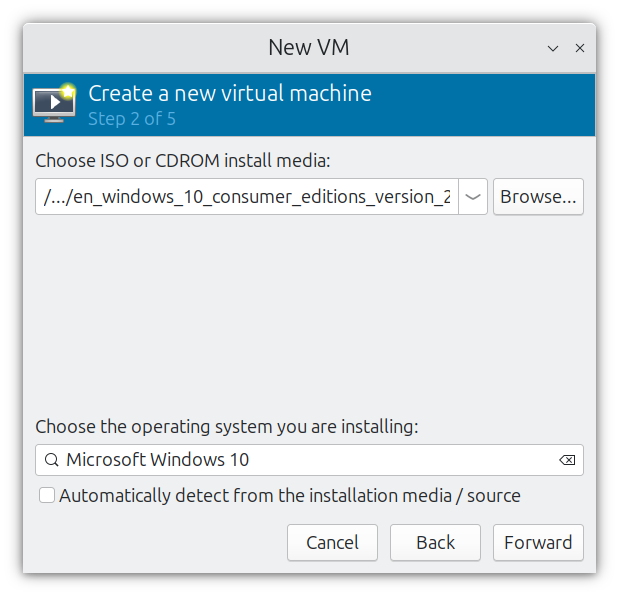 New VM
Create a new virtual machine
Step 2 of 5
Choose ISO or CDROM install media:
/.../en_windows_10_consumer_editions_version_2 Browse...
Choose the operating system you are installing:
Microsoft Windows 10
Automatically detect from the installation media / source
Cancel Back Forward